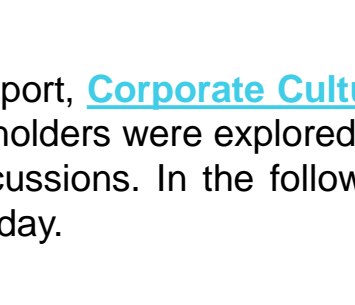 port, Corporate Cultu
holders were explored
cussions. In the follow
day.